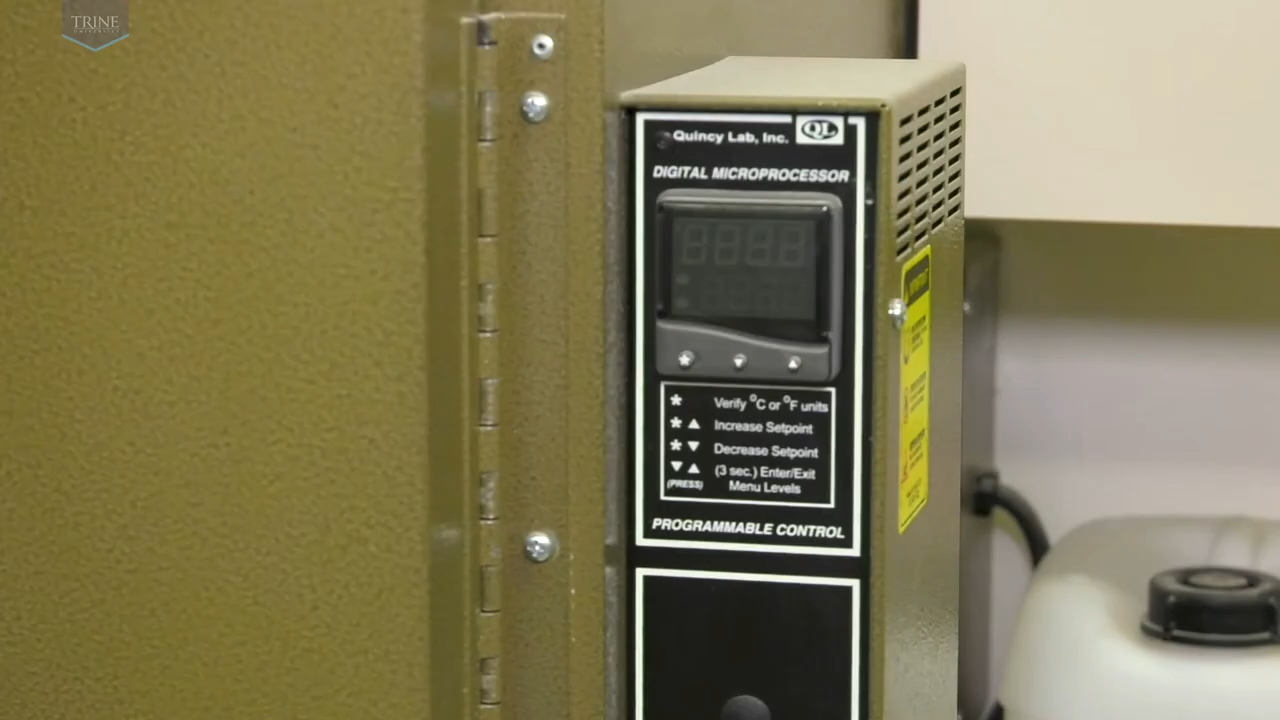 TRINE
UNIVERSITY
Quincy Lab, Inc. QL
DIGITAL MICROPROCESSOR
* Verify °C or °F units
* ▲ Increase Setpoint
* ▼ Decrease Setpoint
▼ ▲ (3 sec.) Enter/Exit
(PRESS) Menu Levels
PROGRAMMABLE CONTROL